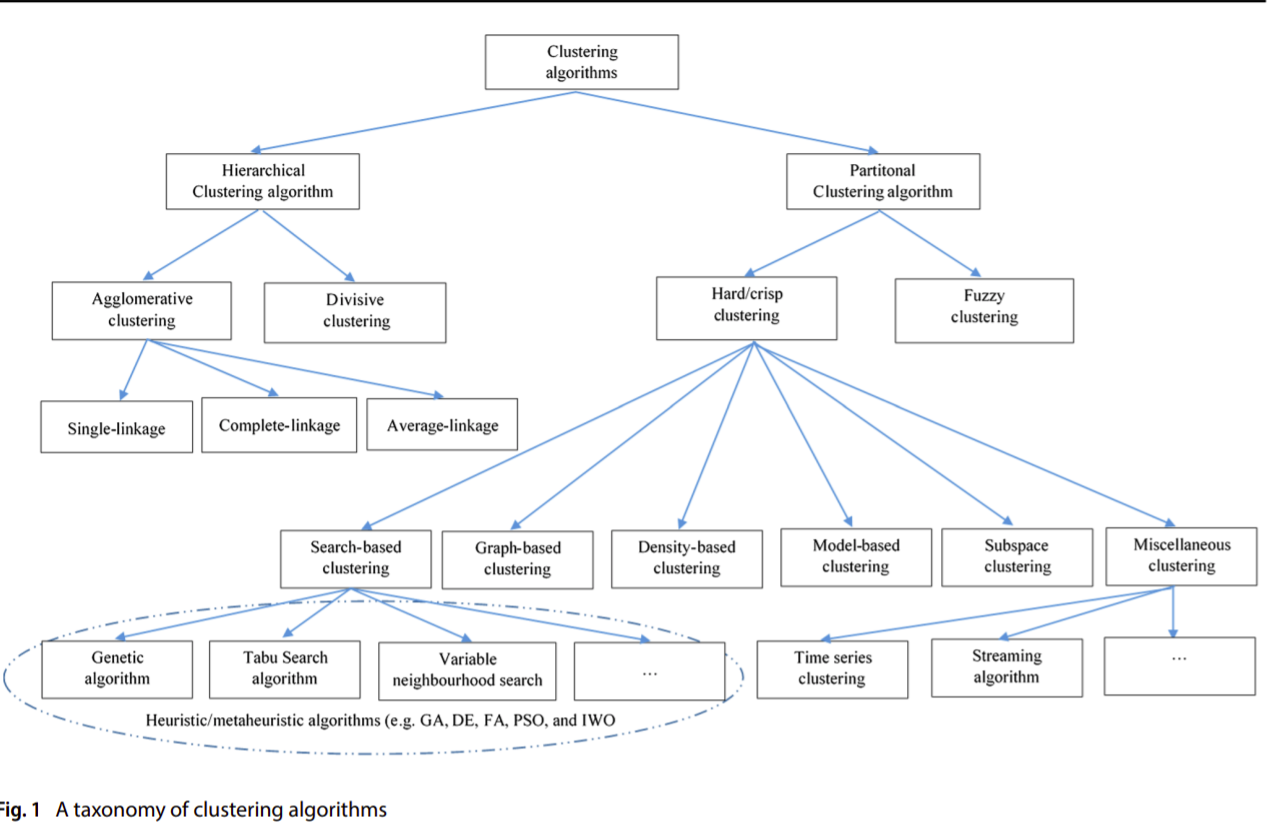 Clustering
algorithms
Hierarchical
Clustering algorithm
Partitonal
Clustering algorithm
Agglomerative
clustering
Divisive
clustering
Hard/crisp
clustering
Fuzzy
clustering
Single-linkage
Complete-linkage
Average-linkage
Search-based
clustering
Graph-based
clustering
Density-based
clustering
Model-based
clustering
Subspace
clustering
Miscellaneous
clustering
Genetic
algorithm
Tabu Search
algorithm
Variable
neighbourhood search
...
Time series
clustering
Streaming
algorithm
...
Heuristic/metaheuristic algorithms (e.g. GA, DE, FA, PSO, and IWO
Fig. 1 A taxonomy of clustering algorithms